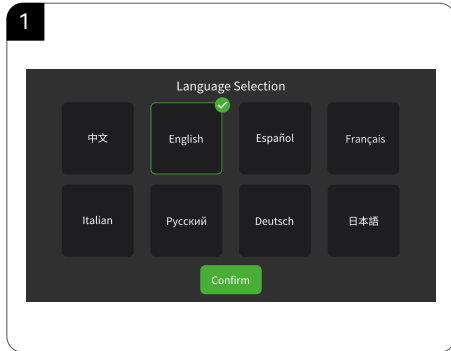 1
Language Selection
中文 English Español Français
Italian Русский Deutsch 日本語
Confirm